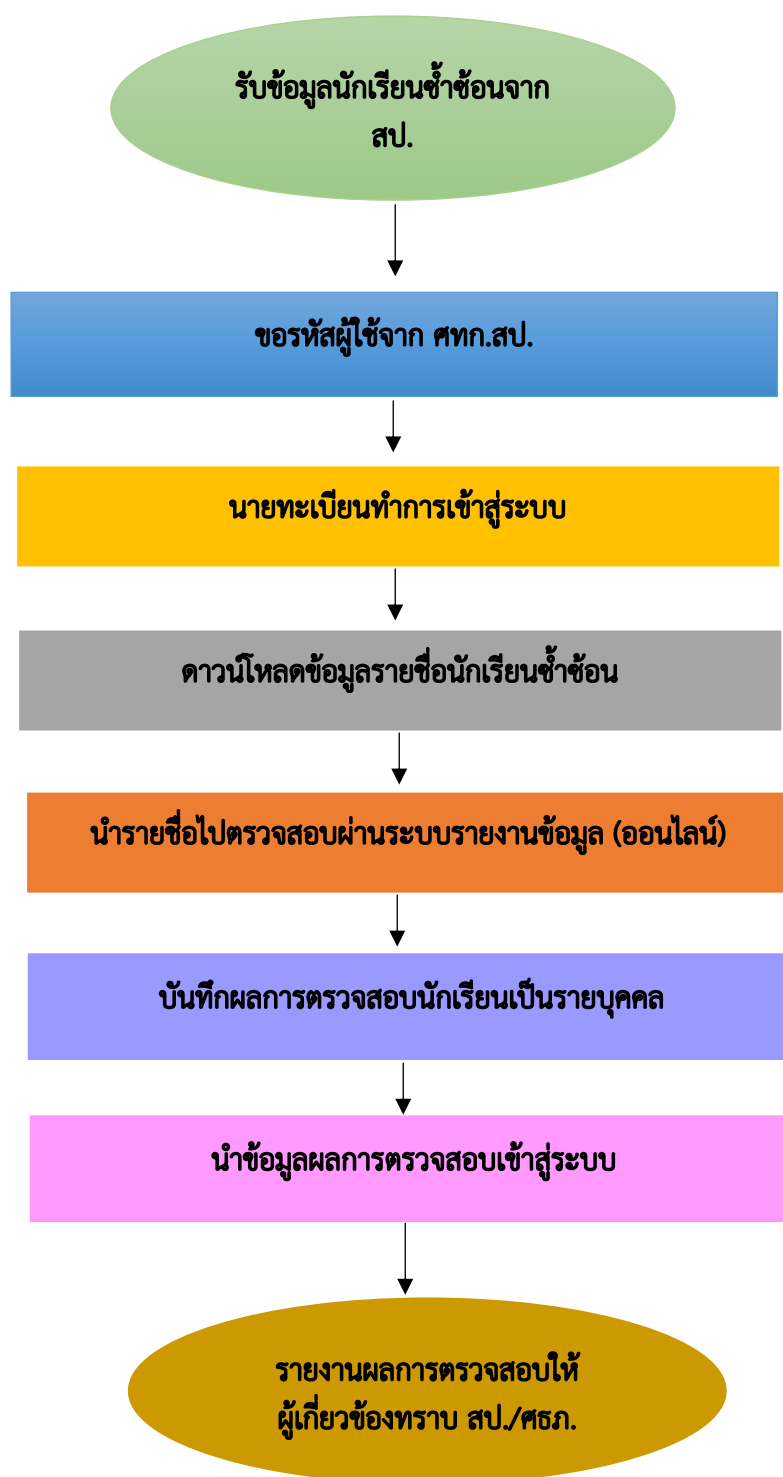 รับข้อมูลนักเรียนซ้ำซ้อนจาก
สป.
ขอรหัสผู้ใช้จาก ศทก.สป.
นายทะเบียนทำการเข้าสู่ระบบ
ดาวน์โหลดข้อมูลรายชื่อนักเรียนซ้ำซ้อน
นำรายชื่อไปตรวจสอบผ่านระบบรายงานข้อมูล (ออนไลน์)
บันทึกผลการตรวจสอบนักเรียนเป็นรายบุคคล
นำข้อมูลผลการตรวจสอบเข้าสู่ระบบ
รายงานผลการตรวจสอบให้
ผู้เกี่ยวข้องทราบ สป./ศธภ.